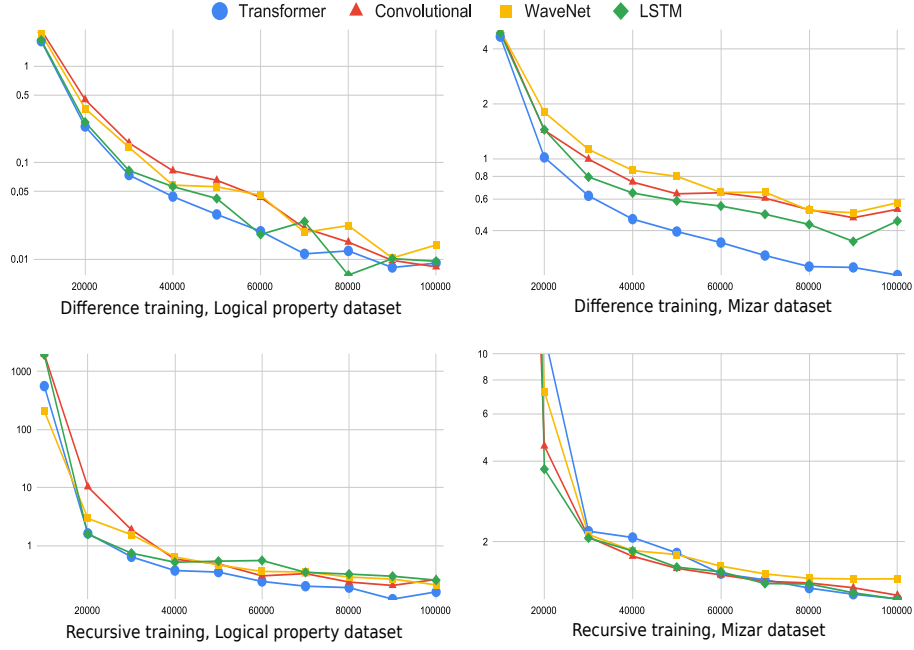 Transformer Convolutional WaveNet LSTM
1
0,5
0,1
0,05
0,01
20000 40000 60000 80000 100000
Difference training, Logical property dataset
4
2
1
0.8
0.6
0.4
20000 40000 60000 80000 100000
Difference training, Mizar dataset
1000
100
10
1
20000 40000 60000 80000 100000
Recursive training, Logical property dataset
10
8
6
4
2
20000 40000 60000 80000 100000
Recursive training, Mizar dataset